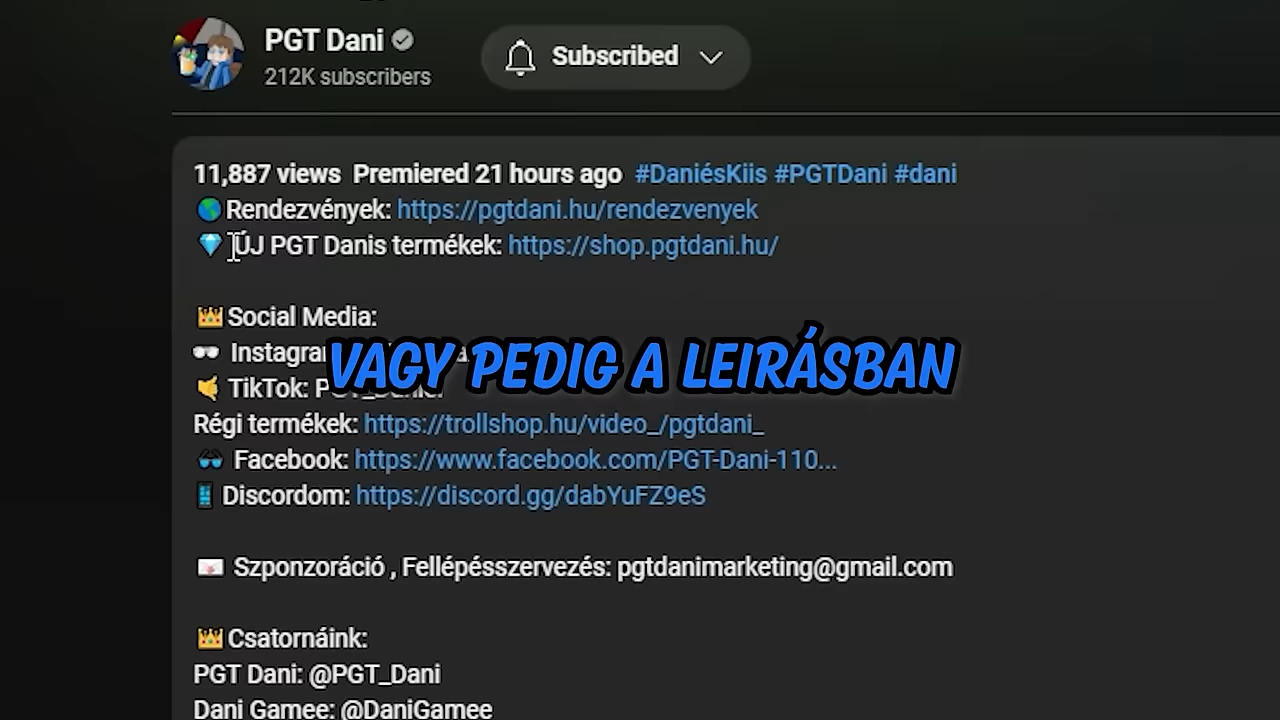 PGT Dani
212K subscribers
Subscribed
11,887 views Premiered 21 hours ago #DaniésKiis #PGTDani #dani
Rendezvények: https://pgtdani.hu/rendezvenyek
ÚJ PGT Danis termékek: https://shop.pgtdani.hu/
Social Media:
VAGY PEDIG A LEIRÁSBAN
TikTok:
Régi termékek: https://trollshop.hu/video_/pgtdani_
Facebook: https://www.facebook.com/PGT-Dani-110...
Discordom: https://discord.gg/dabYuFZ9eS
Szponzoráció , Fellépésszervezés: pgtdanimarketing@gmail.com
Csatornáink:
PGT Dani: @PGT_Dani
Dani Gamee: @DaniGamee